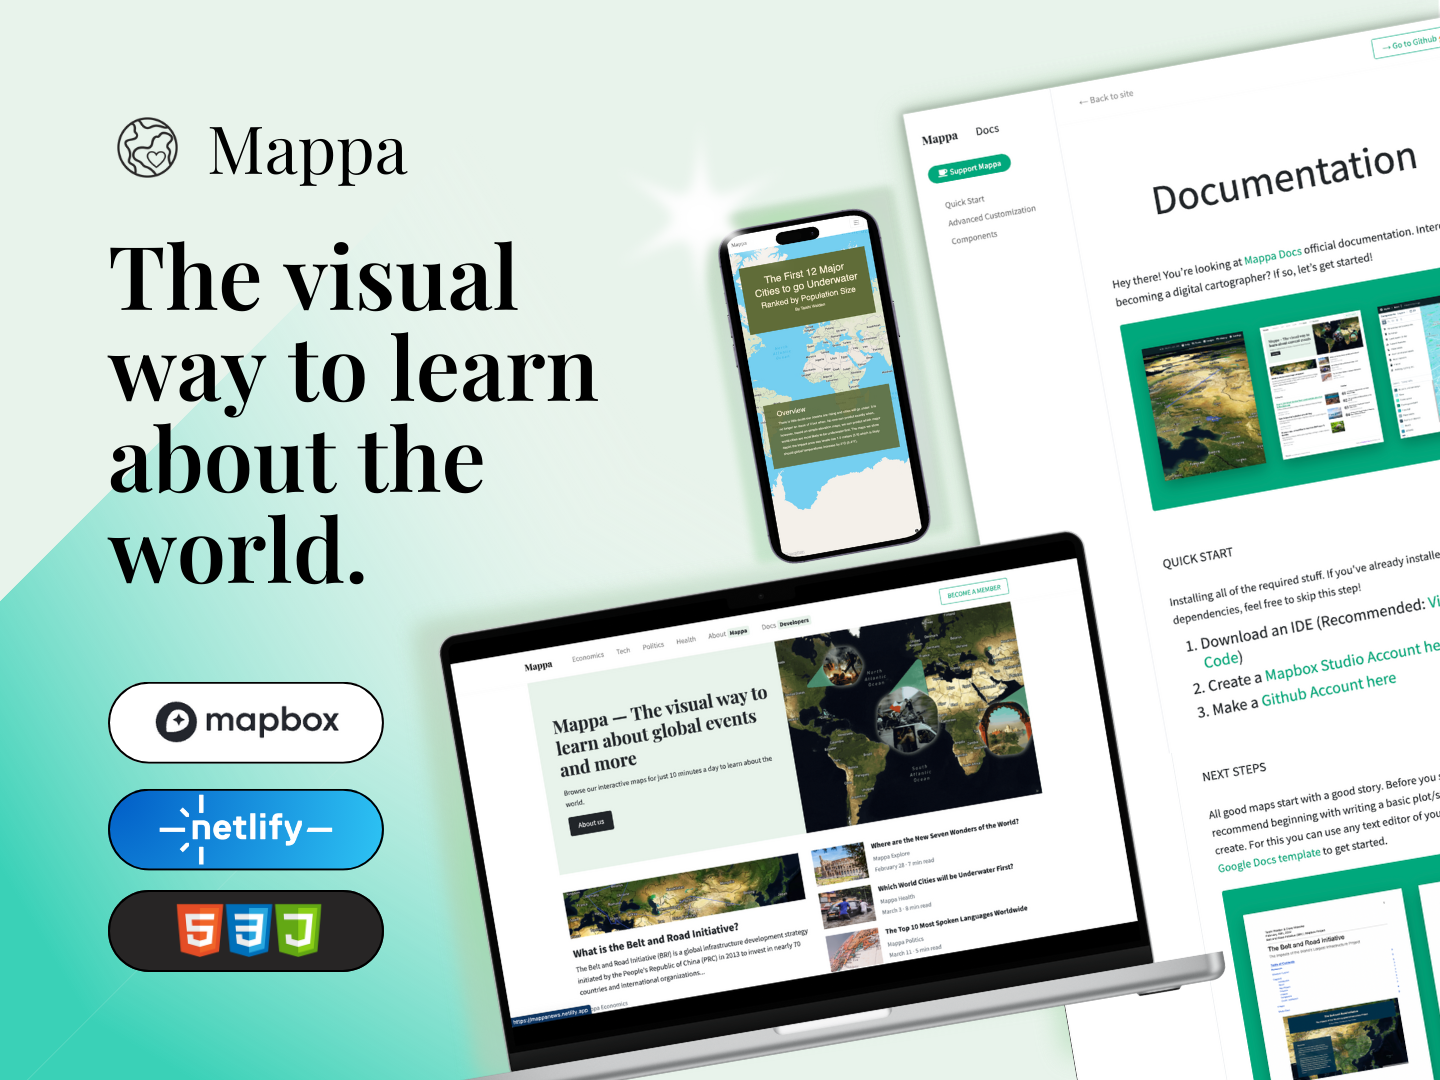 Mappa
The visual
way to learn
about the
world.
mapbox
netlify
Mappa
The First 12 Major
Cities to go Underwater
Ranked by Population Size
Overview
Mappa
Economics
Tech
Politics
Health
About Mappa
Docs Developers
BECOME A MEMBER
Mappa — The visual way to
learn about global events
and more
Browse our interactive maps for just 10 minutes a day to learn about the
world.
About us
North
Atlantic
Ocean
South
Atlantic
Ocean
What is the Belt and Road Initiative?
The Belt and Road Initiative (BRI) is a global infrastructure development strategy
initiated by the People's Republic of China (PRC) in 2013 to invest in nearly 70
countries and international organizations...
Economics
https://mappanews.netlify.app
Where are the New Seven Wonders of the World?
Mappa Explore
February 28 · 7 min read
Which World Cities will be Underwater First?
Mappa Health
March 3 · 8 min read
The Top 10 Most Spoken Languages Worldwide
Mappa Politics
March 11 · 5 min read
Mappa Docs
Support Mappa
Quick Start
Advanced Customization
Components
← Back to site
→ Go to Github
Documentation
Hey there! You're looking at Mappa Docs official documentation.
becoming a digital cartographer? If so, let's get started!
QUICK START
Installing all of the required stuff. If you've already
dependencies, feel free to skip this step!
1. Download an IDE (Recommended:
Code)
2. Create a Mapbox Studio Account
3. Make a Github Account here
NEXT STEPS
All good maps start with a good story. Before you
recommend beginning with writing a basic
create. For this you can use any text editor of
Google Docs template to get started.
The Belt and Road Initiative